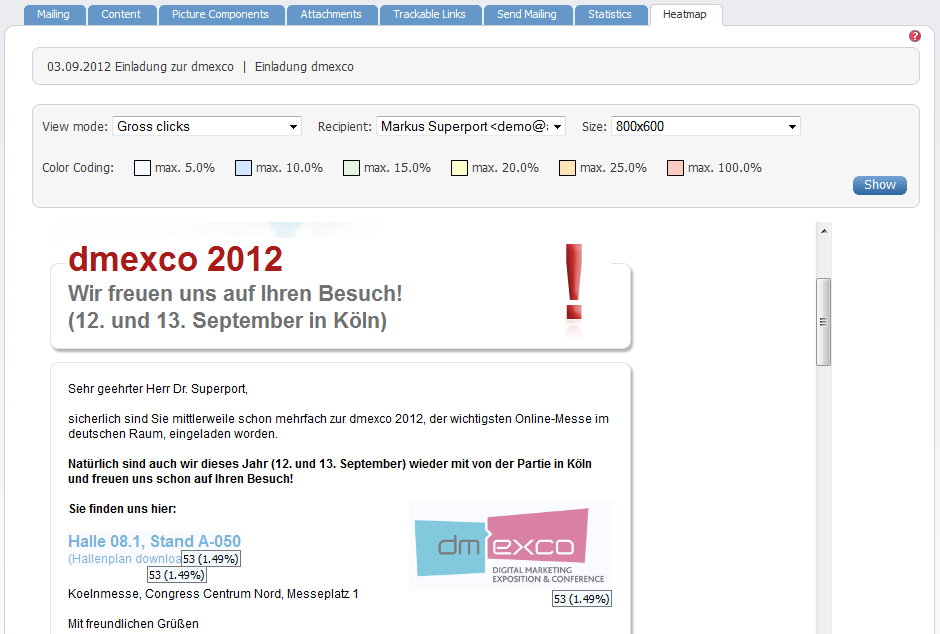 Mailing Content Picture Components Attachments Trackable Links Send Mailing Statistics Heatmap
?
03.09.2012 Einladung zur dmexco | Einladung dmexco
View mode: Gross clicks Recipient: Markus Superport <demo@ Size: 800x600
Color Coding: max. 5.0% max. 10.0% max. 15.0% max. 20.0% max. 25.0% max. 100.0%
Show
dmexco 2012
Wir freuen uns auf Ihren Besuch!
(12. und 13. September in Köln)
!
Sehr geehrter Herr Dr. Superport,
sicherlich sind Sie mittlerweile schon mehrfach zur dmexco 2012, der wichtigsten Online-Messe im
deutschen Raum, eingeladen worden.
Natürlich sind auch wir dieses Jahr (12. und 13. September) wieder mit von der Partie in Köln
und freuen uns schon auf Ihren Besuch!
Sie finden uns hier:
Halle 08.1, Stand A-050
(Hallenplan downloa 53 (1.49%)
53 (1.49%)
dmexco
DIGITAL MARKETING
EXPOSITION & CONFERENCE
53 (1.49%)
Koelnmesse, Congress Centrum Nord, Messeplatz 1
Mit freundlichen Grüßen